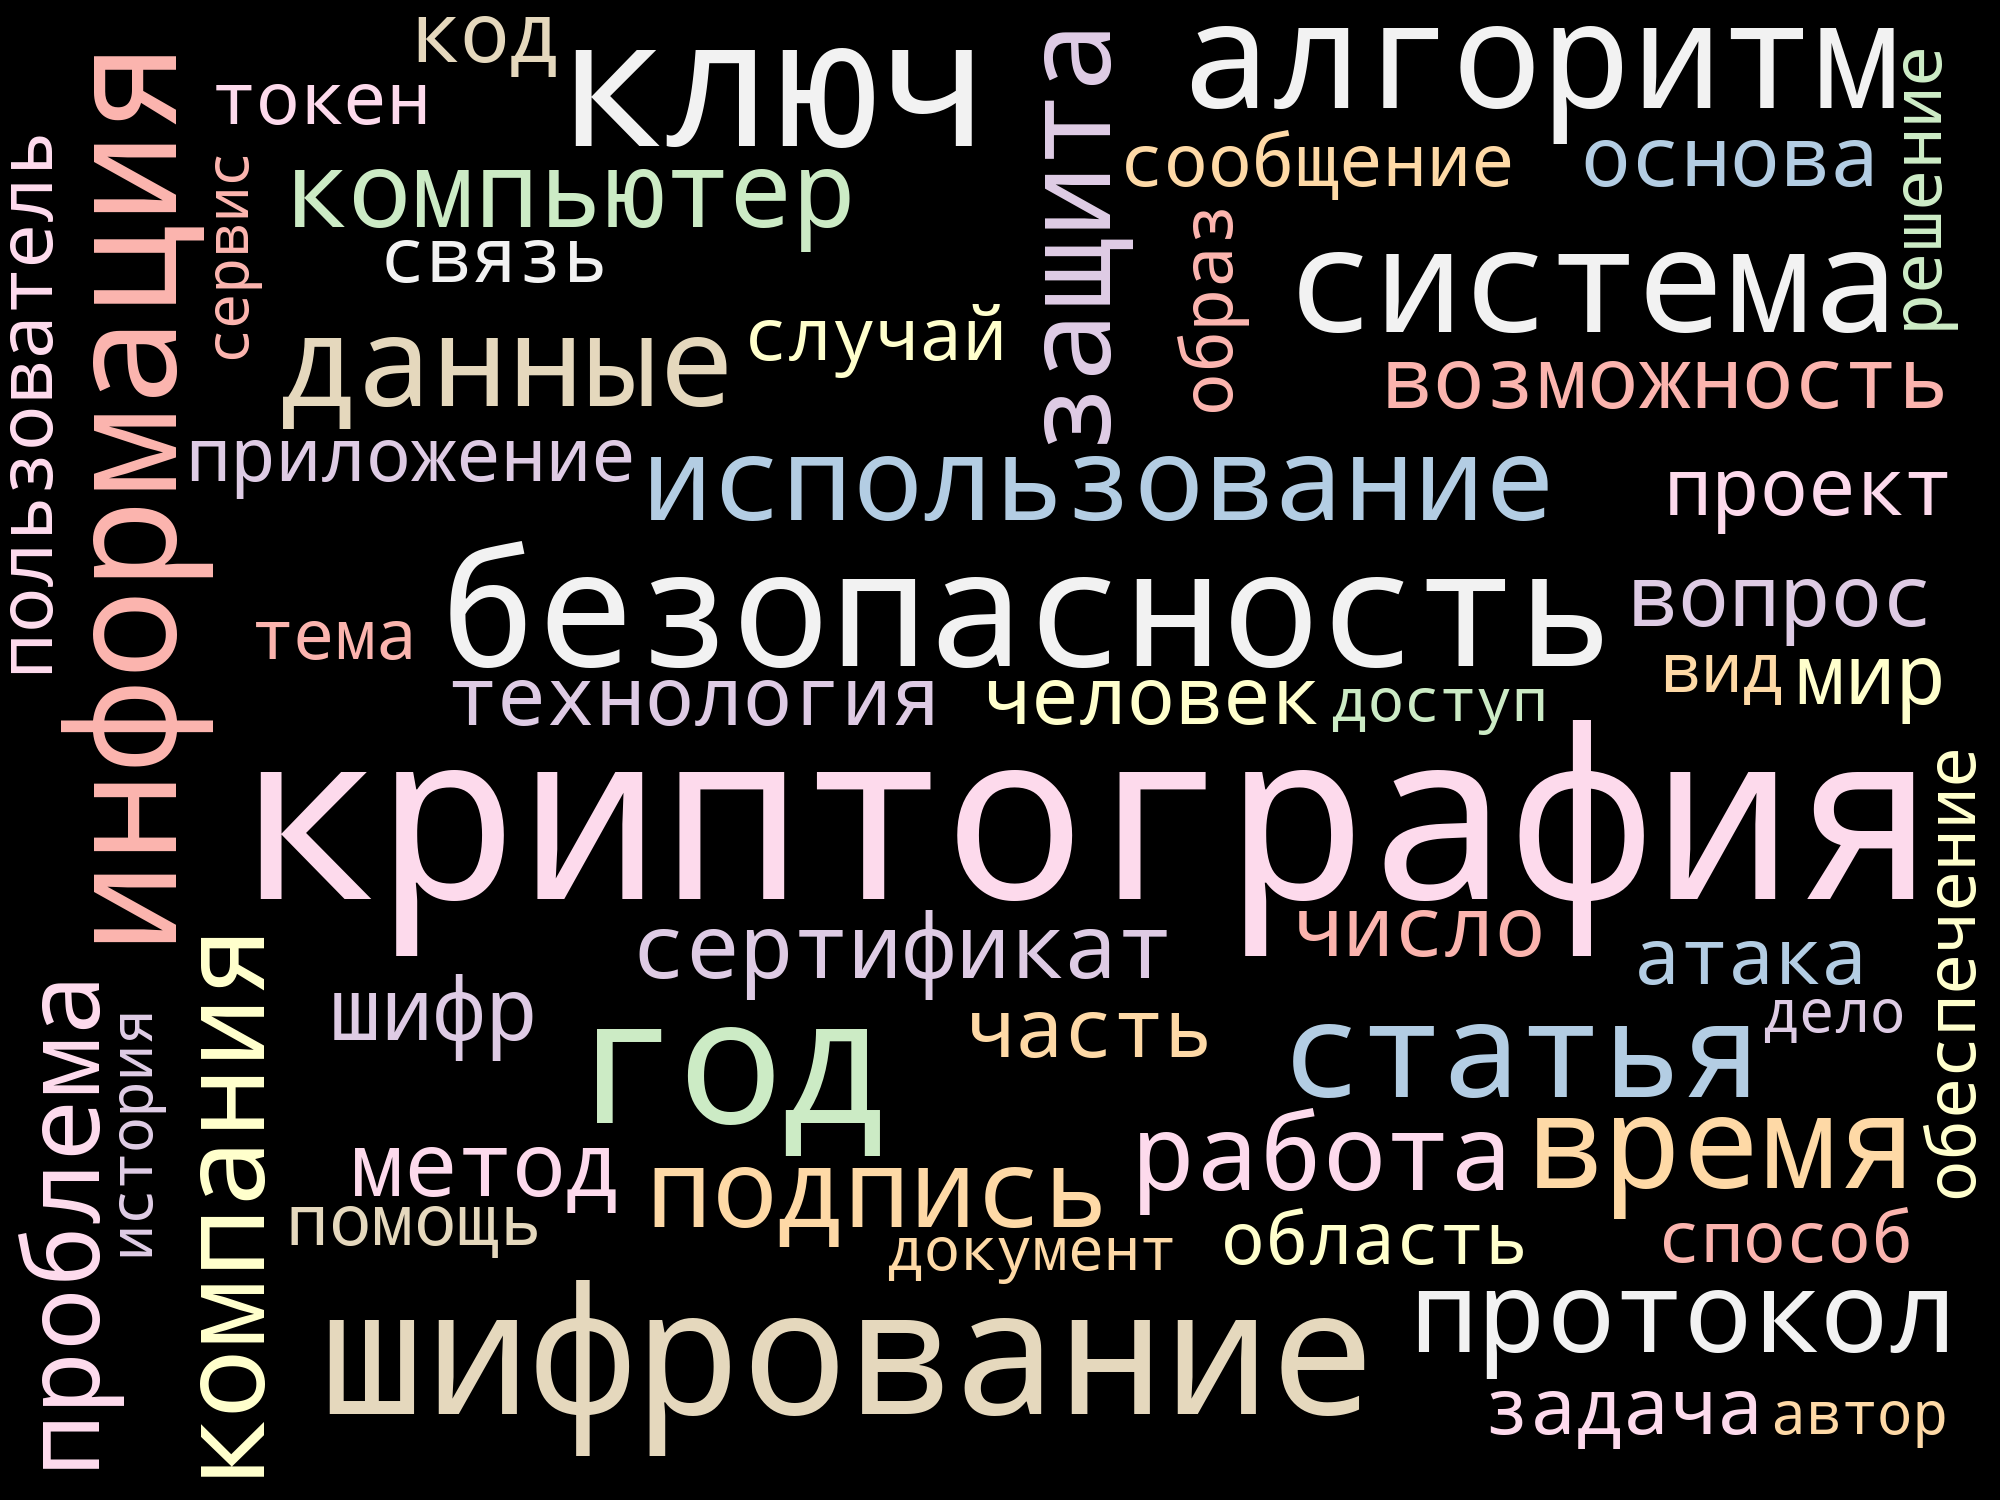 код
ключ
алгоритм
токен
защита
решение
информация
пользователь
сервис
компьютер
сообщение
основа
связь
образ
система
данные
случай
возможность
приложение
использование
проект
безопасность
вопрос
тема
технология
человек
доступ
вид
мир
криптография
обеспечение
сертификат
число
атака
проблема
история
компания
шифр
год
часть
статья
дело
метод
подпись
работа
время
помощь
документ
область
способ
шифрование
протокол
задача
автор